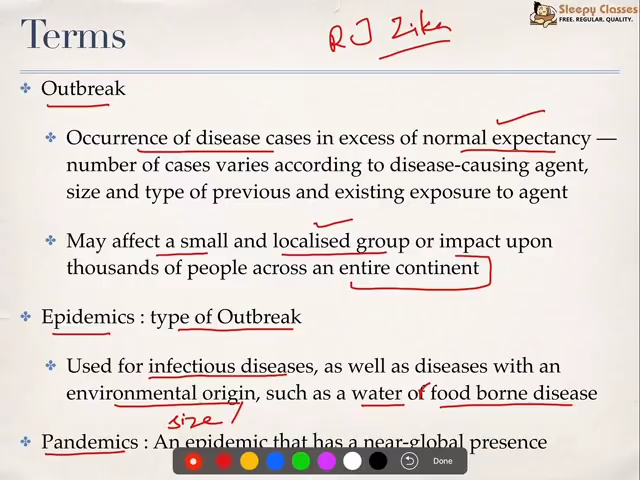 Sleepy Classes
FREE. REGULAR. QUALITY.
Terms
RJ Zika
Outbreak
Occurrence of disease cases in excess of normal expectancy —
number of cases varies according to disease-causing agent,
size and type of previous and existing exposure to agent
May affect a small and localised group or impact upon
thousands of people across an entire continent
Epidemics : type of Outbreak
Used for infectious diseases, as well as diseases with an
environmental origin, such as a water of food borne disease
size
Pandemics : An epidemic that has a near-global presence
Done